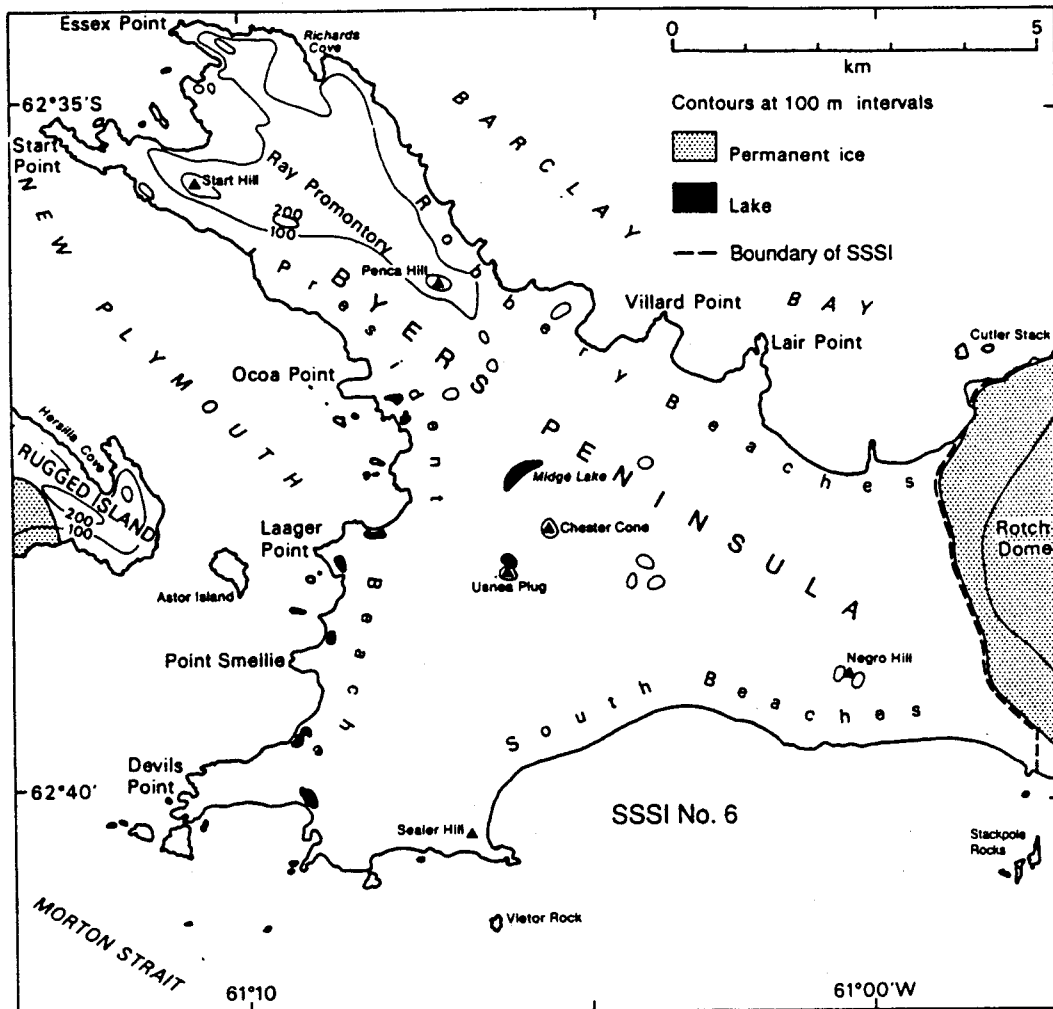 Essex Point
Richards
Cove
0 5
km
62°35'S
Start
Point
BARCLAY
BAY
Contours at 100 m intervals
Permanent ice
Lake
Boundary of SSSI
Start Hill
Ray Promontory
200
100
NEW PLYMOUTH
Penca Hill
BYERS PENINSULA
President Beach
Robbery Beaches
Villard Point
Lair Point
Cutler Stack
Ocoa Point
Hersilia Cove
RUGGED ISLAND
200
100
Midge Lake
Chester Cone
Rotch
Dome
Laager
Point
Usnea Plug
Astor Island
Point Smellie
Negro Hill
South Beaches
Devils
Point
62°40'
SSSI No. 6
Sealer Hill
Stackpole
Rocks
Vietor Rock
MORTON STRAIT
61°10
61°00'W